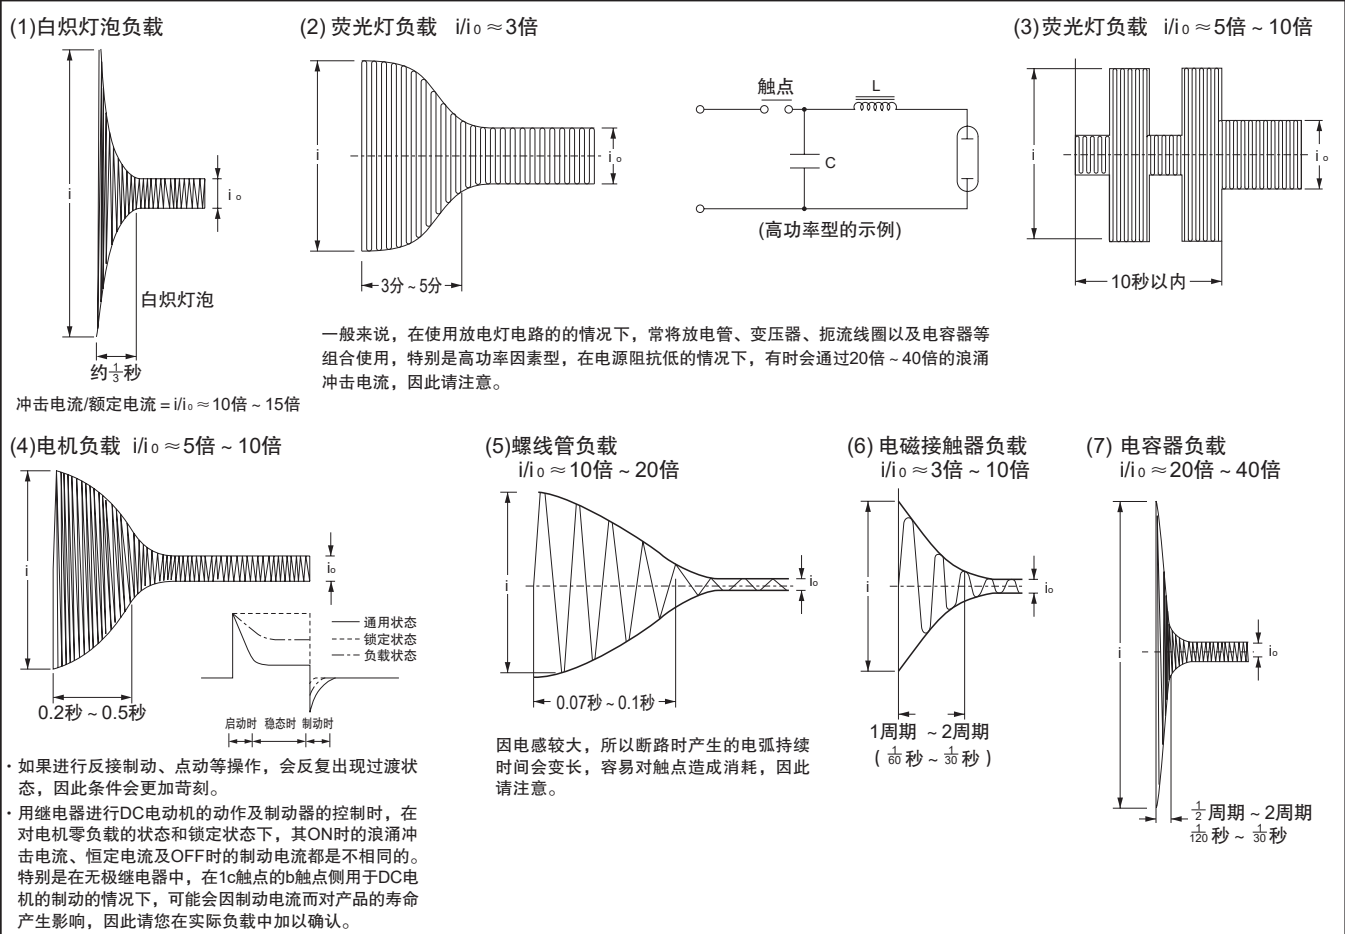 (1)白炽灯泡负载
i
i₀
白炽灯泡
约1/3秒
冲击电流/额定电流 = i/i₀ ≈ 10倍 ~ 15倍
(2) 荧光灯负载 i/i₀ ≈ 3倍
i
i₀
3分 ~ 5分
触点
L
C
(高功率型的示例)
(3) 荧光灯负载 i/i₀ ≈ 5倍 ~ 10倍
i
i₀
10秒以内
一般来说，在使用放电灯电路的的情况下，常将放电管、变压器、扼流线圈以及电容器等
组合使用，特别是高功率因素型，在电源阻抗低的情况下，有时会通过20倍 ~ 40倍的浪涌
冲击电流，因此请注意。
(4)电机负载 i/i₀ ≈ 5倍 ~ 10倍
i
i₀
0.2秒 ~ 0.5秒
通用状态
锁定状态
负载状态
启动时 稳态时 制动时
・如果进行反接制动、点动等操作，会反复出现过渡状
态，因此条件会更加苛刻。
・用继电器进行DC电动机的动作及制动器的控制时，在
对电机零负载的状态和锁定状态下，其ON时的浪涌冲
击电流、恒定电流及OFF时的制动电流都是不相同的。
特别是在无极继电器中，在1c触点的b触点侧用于DC电
机的制动的情况下，可能会因制动电流而对产品的寿命
产生影响，因此请您在实际负载中加以确认。
(5)螺线管负载
i/i₀ ≈ 10倍 ~ 20倍
i
i₀
0.07秒 ~ 0.1秒
因电感较大，所以断路时产生的电弧持续
时间会变长，容易对触点造成消耗，因此
请注意。
(6) 电磁接触器负载
i/i₀ ≈ 3倍 ~ 10倍
i
i₀
1周期 ~ 2周期
( 1/60 秒 ~ 1/30 秒 )
(7) 电容器负载
i/i₀ ≈ 20倍 ~ 40倍
i
i₀
1/2 周期 ~ 2周期
1/120 秒 ~ 1/30 秒